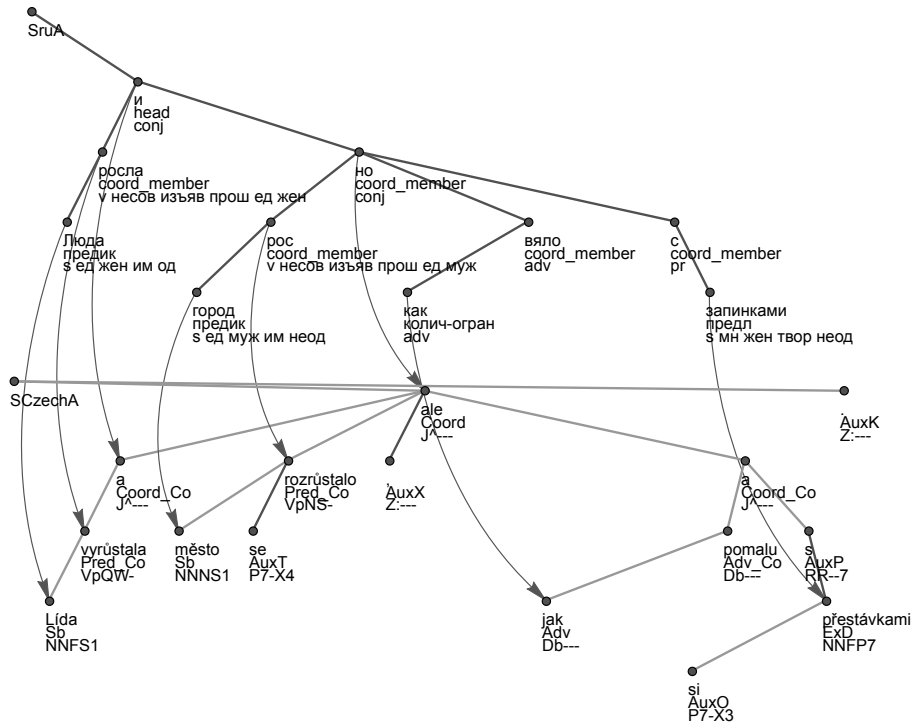 SruA
и
head
conj
росла
coord_member
v несов изъяв прош ед жен
но
coord_member
conj
Люда
предик
s ед жен им од
рос
coord_member
v несов изъяв прош ед муж
вяло
coord_member
adv
с
coord_member
pr
город
предик
s ед муж им неод
как
колич-огран
adv
запинками
предл
s мн жен твор неод
SCzechA
ale
Coord
J^---
.
AuxK
Z:---
a
Coord_Co
J^---
rozrůstalo
Pred_Co
VpNS-
,
AuxX
Z:---
a
Coord_Co
J^---
vyrůstala
Pred_Co
VpQW-
město
Sb
NNNS1
se
AuxT
P7-X4
pomalu
Adv_Co
Db---
s
AuxP
RR--7
Lída
Sb
NNFS1
jak
Adv
Db---
přestávkami
ExD
NNFP7
si
AuxO
P7-X3